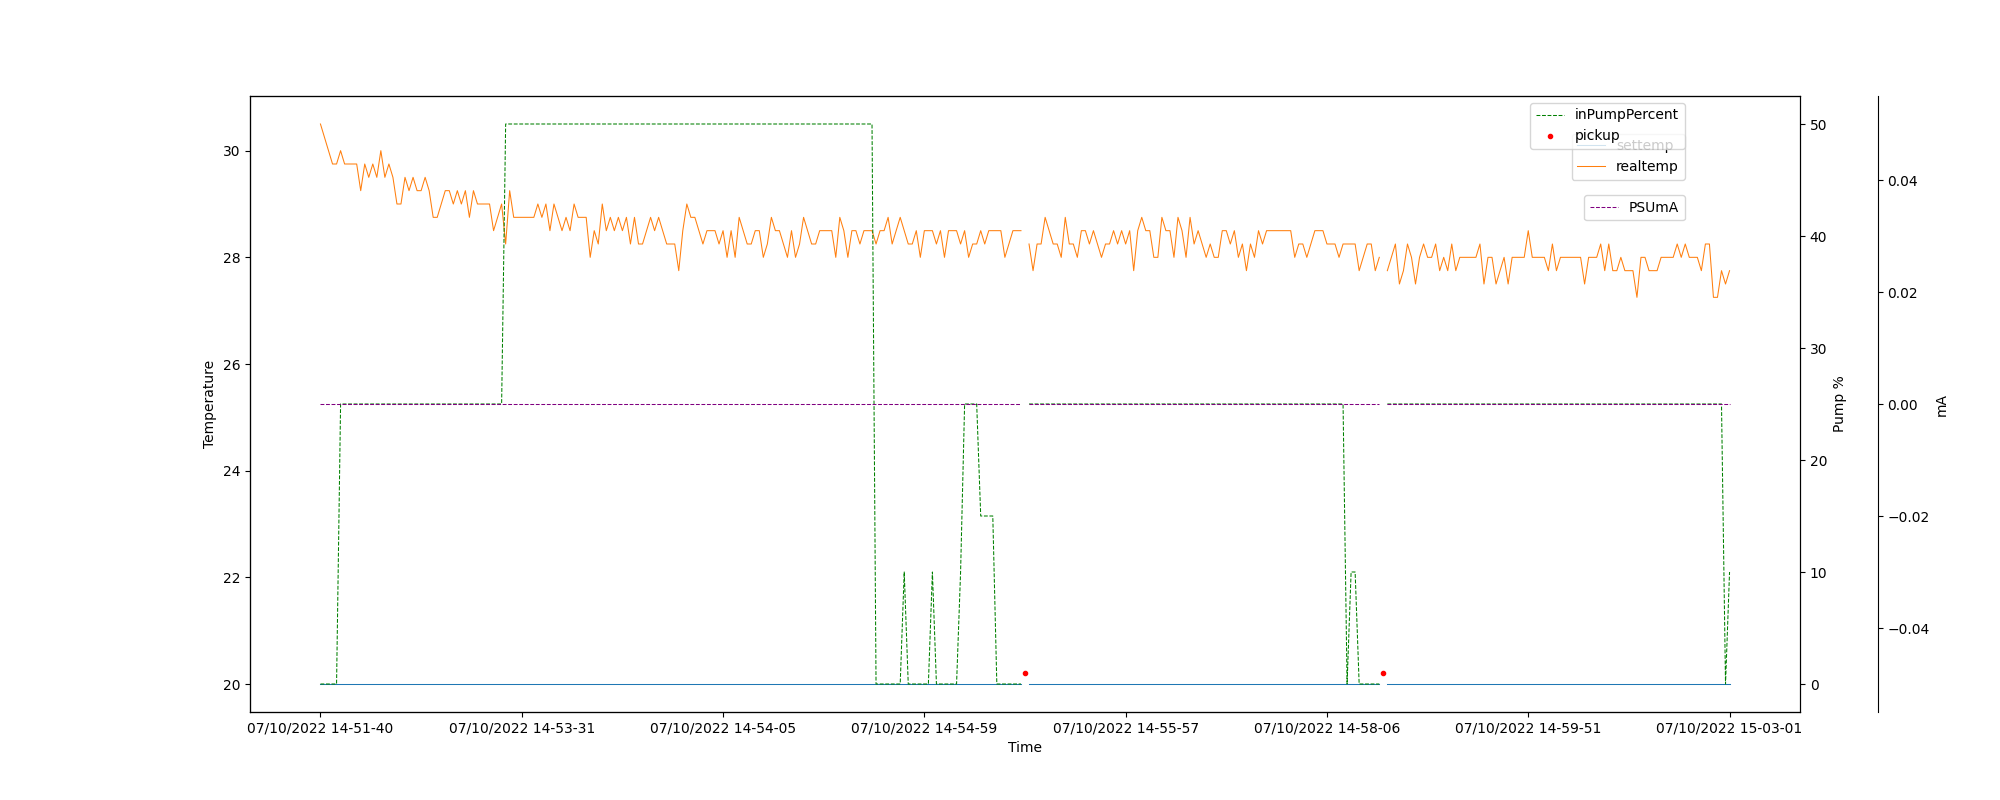 inPumpPercent
pickup
settemp
realtemp
PSUmA
30
28
26
24
22
20
Temperature
50
40
30
20
10
0
Pump %
0.04
0.02
0.00
−0.02
−0.04
mA
07/10/2022 14-51-40
07/10/2022 14-53-31
07/10/2022 14-54-05
07/10/2022 14-54-59
07/10/2022 14-55-57
07/10/2022 14-58-06
07/10/2022 14-59-51
07/10/2022 15-03-01
Time